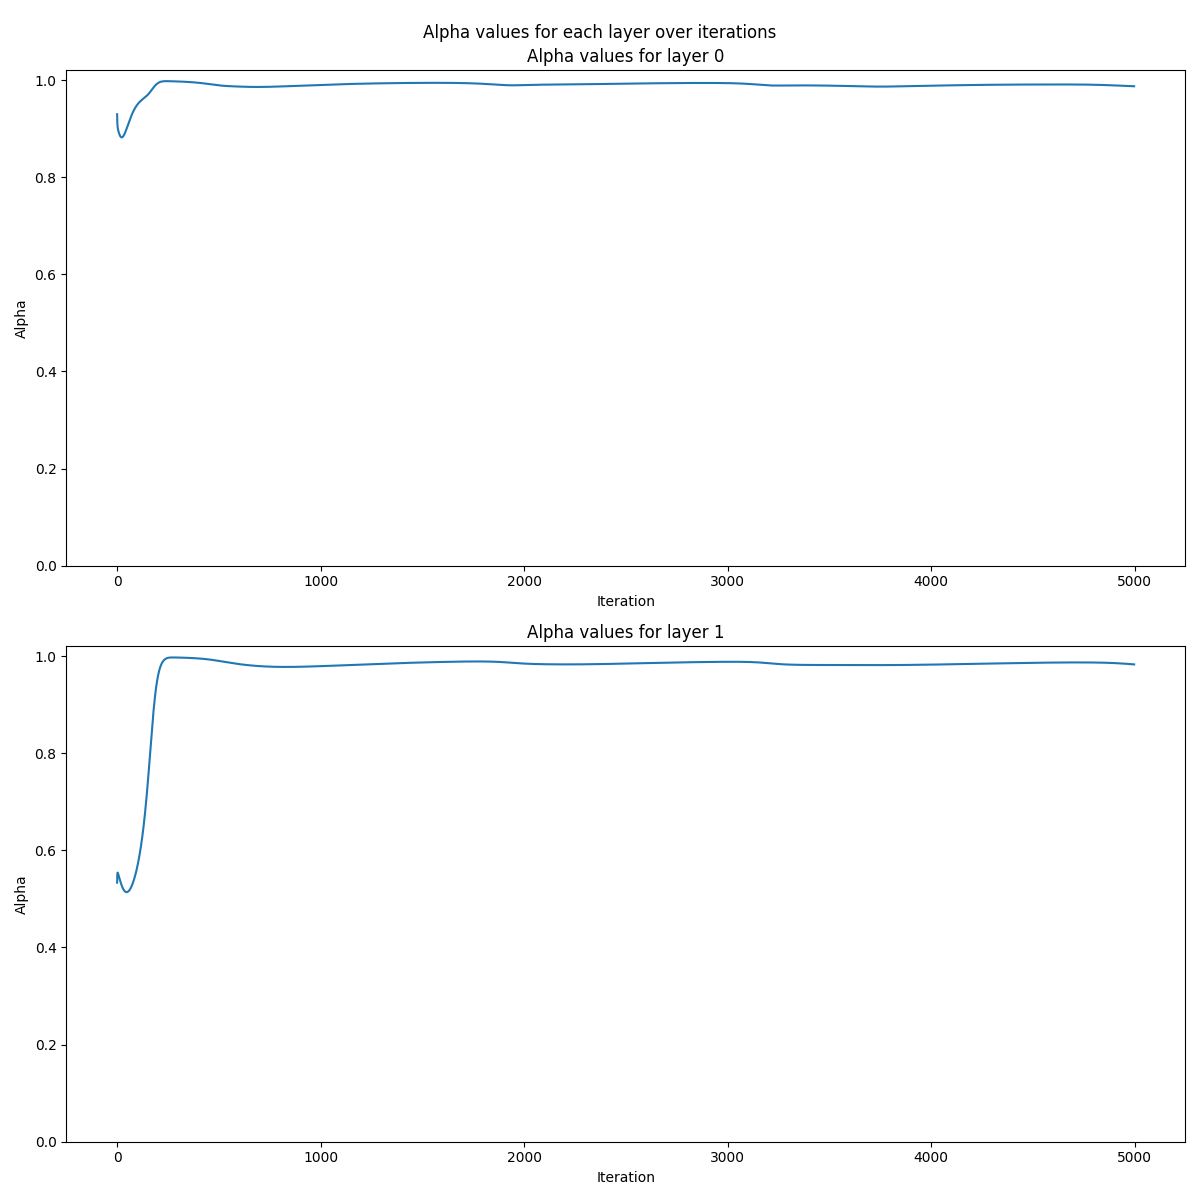 Alpha values for each layer over iterations
Alpha values for layer 0
1.0
0.8
0.6
0.4
0.2
0.0
Alpha
0 1000 2000 3000 4000 5000
Iteration
Alpha values for layer 1
1.0
0.8
0.6
0.4
0.2
0.0
Alpha
0 1000 2000 3000 4000 5000
Iteration